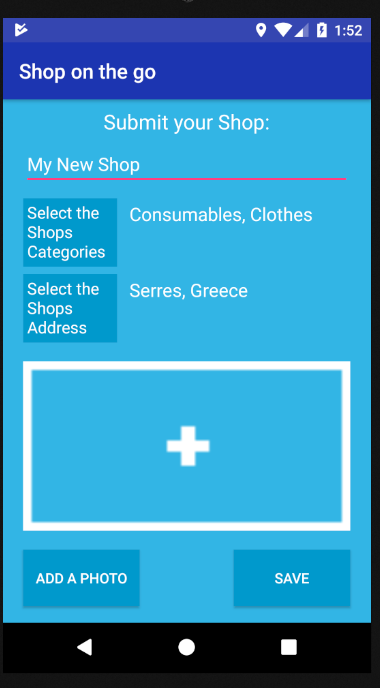 1:52
Shop on the go
Submit your Shop:
My New Shop
Select the
Shops
Categories
Consumables, Clothes
Select the
Shops
Address
Serres, Greece
ADD A PHOTO
SAVE